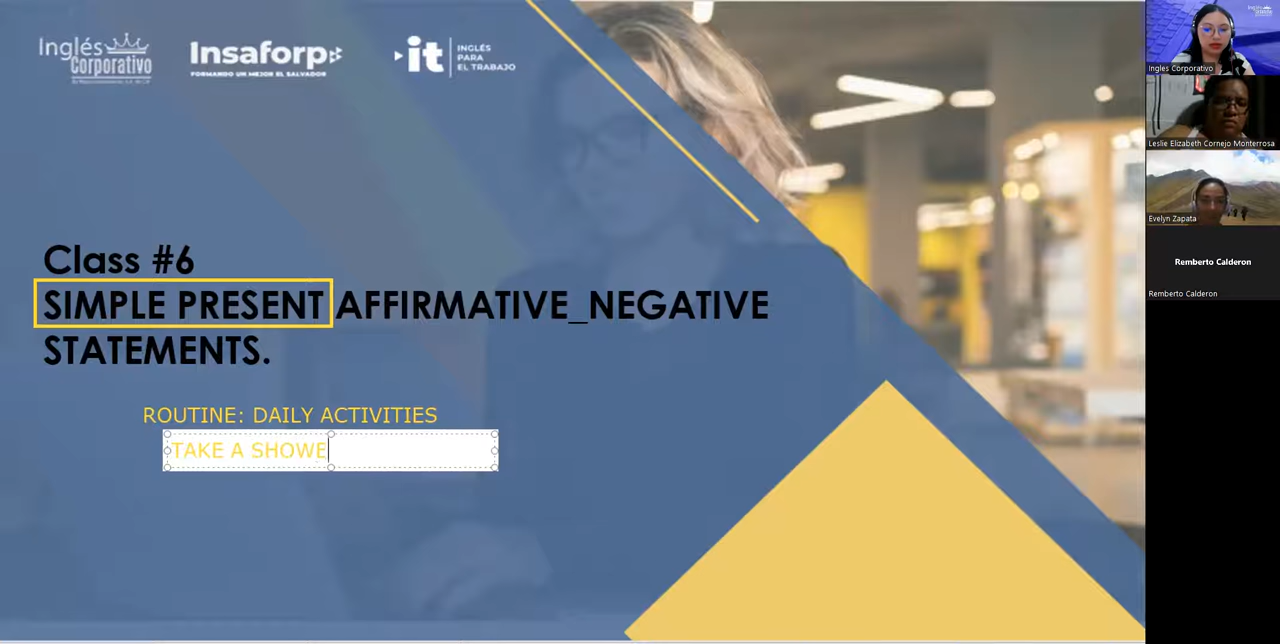 Inglés
Corporativo
Insaforp
FORMANDO UN MEJOR EL SALVADOR
it
INGLÉS
PARA
EL TRABAJO
Class #6
SIMPLE PRESENT AFFIRMATIVE_NEGATIVE
STATEMENTS.
ROUTINE: DAILY ACTIVITIES
TAKE A SHOWE
Ingles Corporativo
Leslie Elizabeth Cornejo Monterrosa
Evelyn Zapata
Remberto Calderon
Remberto Calderon